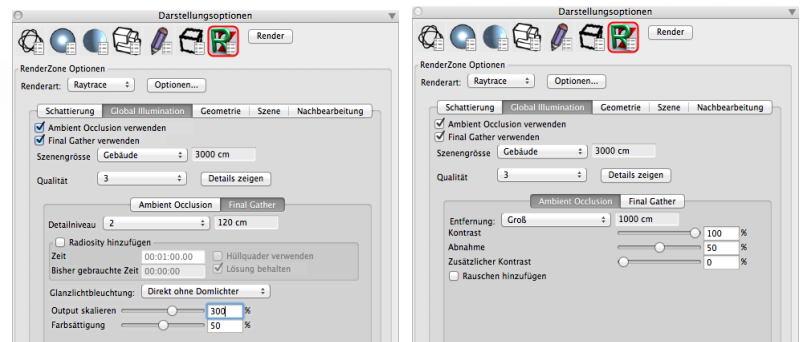 Darstellungsoptionen
Render
RenderZone Optionen
Renderart: Raytrace Optionen...
Schattierung Global Illumination Geometrie Szene Nachbearbeitung
Ambient Occlusion verwenden
Final Gather verwenden
Szenengrösse Gebäude 3000 cm
Qualität 3 Details zeigen
Ambient Occlusion Final Gather
Detailniveau 2 120 cm
Radiosity hinzufügen
Zeit 00:01:00.00 Hüllquader verwenden
Bisher gebrauchte Zeit 00:00:00 Lösung behalten
Glanzlichtbleuchtung: Direkt ohne Domlichter
Output skalieren 300 %
Farbsättigung 50 %
Darstellungsoptionen
Render
RenderZone Optionen
Renderart: Raytrace Optionen...
Schattierung Global Illumination Geometrie Szene Nachbearbeitung
Ambient Occlusion verwenden
Final Gather verwenden
Szenengrösse Gebäude 3000 cm
Qualität 3 Details zeigen
Ambient Occlusion Final Gather
Entfernung: Groß 1000 cm
Kontrast 100 %
Abnahme 50 %
Zusätzlicher Kontrast 0 %
Rauschen hinzufügen